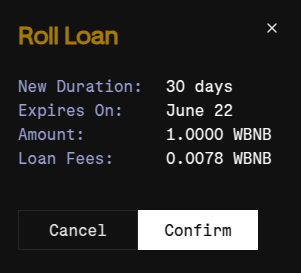 Roll Loan
New Duration: 30 days
Expires On: June 22
Amount: 1.0000 WBNB
Loan Fees: 0.0078 WBNB
Cancel Confirm